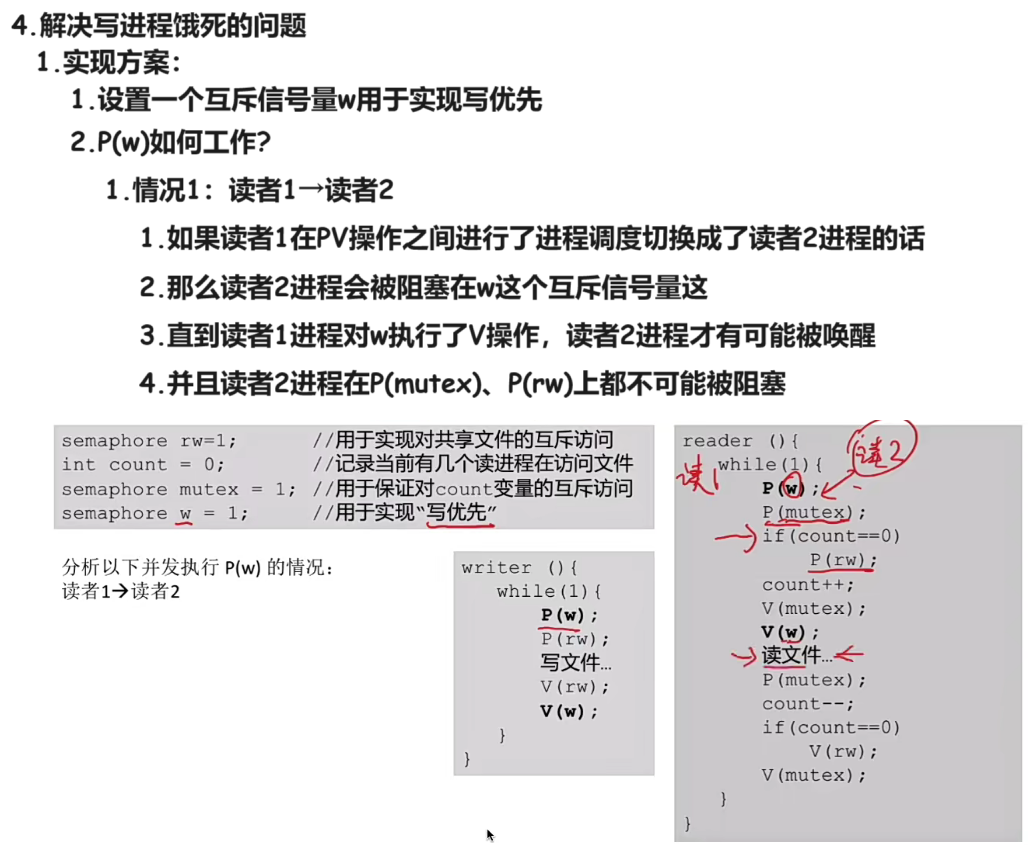 4.解决写进程饿死的问题
1.实现方案：
1.设置一个互斥信号量w用于实现写优先
2.P(w)如何工作？
1.情况1：读者1→读者2
1.如果读者1在PV操作之间进行了进程调度切换成了读者2进程的话
2.那么读者2进程会被阻塞在w这个互斥信号量这
3.直到读者1进程对w执行了V操作，读者2进程才有可能被唤醒
4.并且读者2进程在P(mutex)、P(rw)上都不可能被阻塞
semaphore rw=1; //用于实现对共享文件的互斥访问
int count = 0; //记录当前有几个读进程在访问文件
semaphore mutex = 1; //用于保证对count变量的互斥访问
semaphore w = 1; //用于实现“写优先”
分析以下并发执行 P(w) 的情况：
读者1→读者2
writer (){
while(1){
P(w);
P(rw);
写文件…
V(rw);
V(w);
}
}
reader (){
读2
读1
while(1){
P(w);
P(mutex);
if(count==0)
P(rw);
count++;
V(mutex);
V(w);
读文件…
P(mutex);
count--;
if(count==0)
V(rw);
V(mutex);
}
}